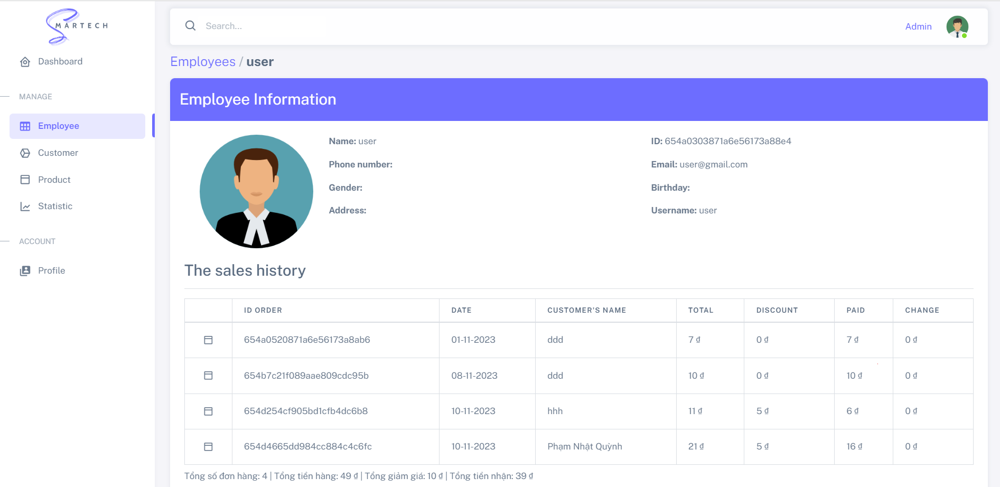 MARTECH
Search...
Admin
Dashboard
MANAGE
Employee
Customer
Product
Statistic
ACCOUNT
Profile
Employees / user
Employee Information
Name: user
ID: 654a0303871a6e56173a88e4
Phone number:
Email: user@gmail.com
Gender:
Birthday:
Address:
Username: user
The sales history
ID ORDER DATE CUSTOMER'S NAME TOTAL DISCOUNT PAID CHANGE
654a0520871a6e56173a8ab6 01-11-2023 ddd 7 ₫ 0 ₫ 7 ₫ 0 ₫
654b7c21f089aae809cdc95b 08-11-2023 ddd 10 ₫ 0 ₫ 10 ₫ 0 ₫
654d254cf905bd1cfb4dc6b8 10-11-2023 hhh 11 ₫ 5 ₫ 6 ₫ 0 ₫
654d4665dd984cc884c4c6fc 10-11-2023 Phạm Nhật Quỳnh 21 ₫ 5 ₫ 16 ₫ 0 ₫
Tổng số đơn hàng: 4 | Tổng tiền hàng: 49 ₫ | Tổng giảm giá: 10 ₫ | Tổng tiền nhận: 39 ₫